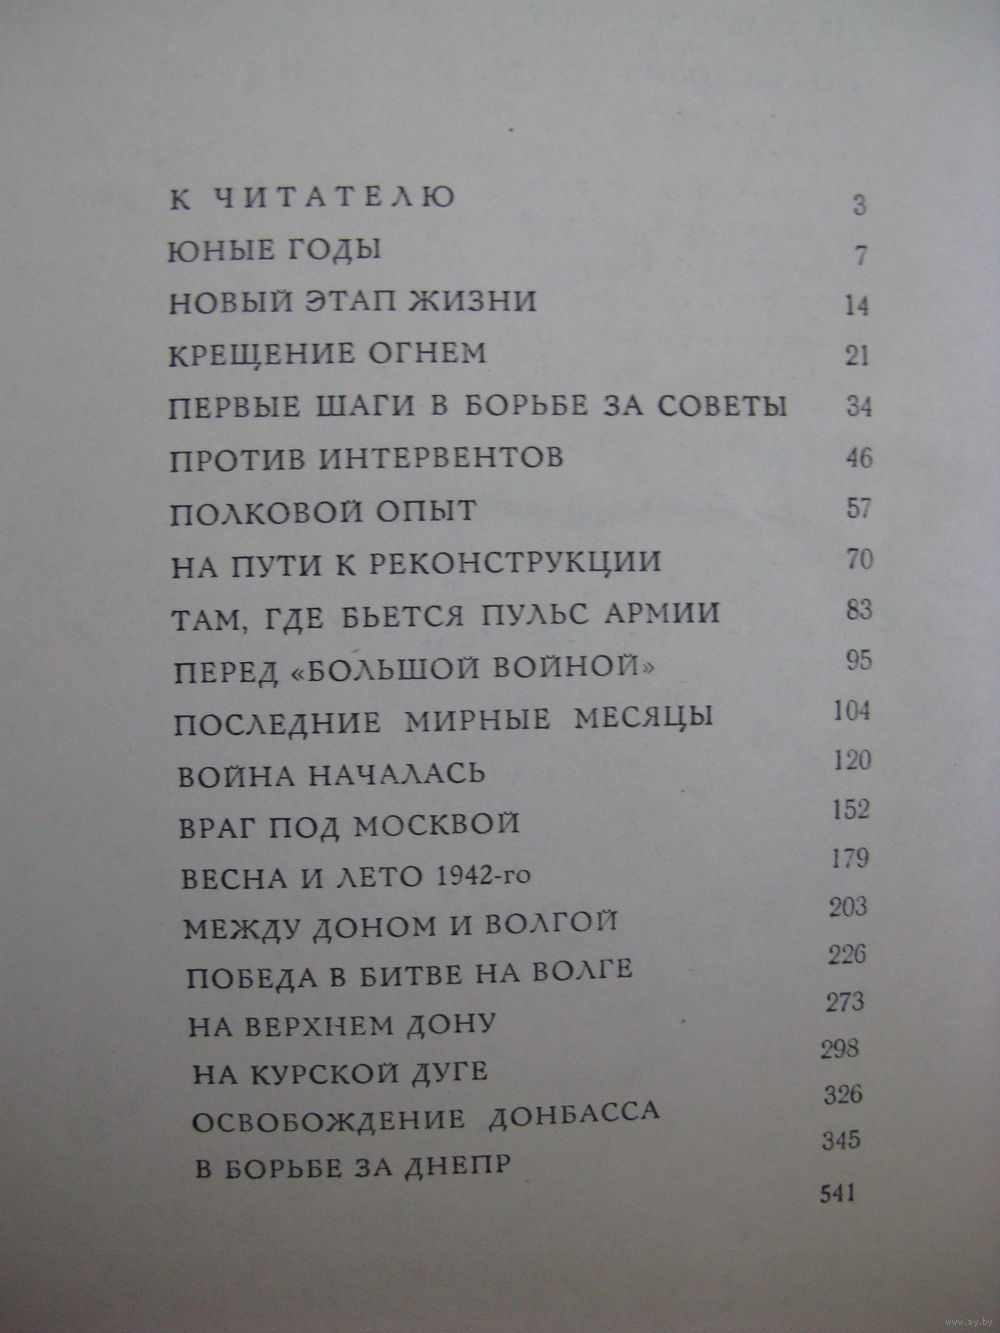 К ЧИТАТЕЛЮ 3
ЮНЫЕ ГОДЫ 7
НОВЫЙ ЭТАП ЖИЗНИ 14
КРЕЩЕНИЕ ОГНЕМ 21
ПЕРВЫЕ ШАГИ В БОРЬБЕ ЗА СОВЕТЫ 34
ПРОТИВ ИНТЕРВЕНТОВ 46
ПОЛКОВОЙ ОПЫТ 57
НА ПУТИ К РЕКОНСТРУКЦИИ 70
ТАМ, ГДЕ БЬЕТСЯ ПУЛЬС АРМИИ 83
ПЕРЕД «БОЛЬШОЙ ВОЙНОЙ» 95
ПОСЛЕДНИЕ МИРНЫЕ МЕСЯЦЫ 104
ВОЙНА НАЧАЛАСЬ 120
ВРАГ ПОД МОСКВОЙ 152
ВЕСНА И ЛЕТО 1942-го 179
МЕЖДУ ДОНОМ И ВОЛГОЙ 203
ПОБЕДА В БИТВЕ НА ВОЛГЕ 226
НА ВЕРХНЕМ ДОНУ 273
НА КУРСКОЙ ДУГЕ 298
ОСВОБОЖДЕНИЕ ДОНБАССА 326
В БОРЬБЕ ЗА ДНЕПР 345
541
www.ay.by